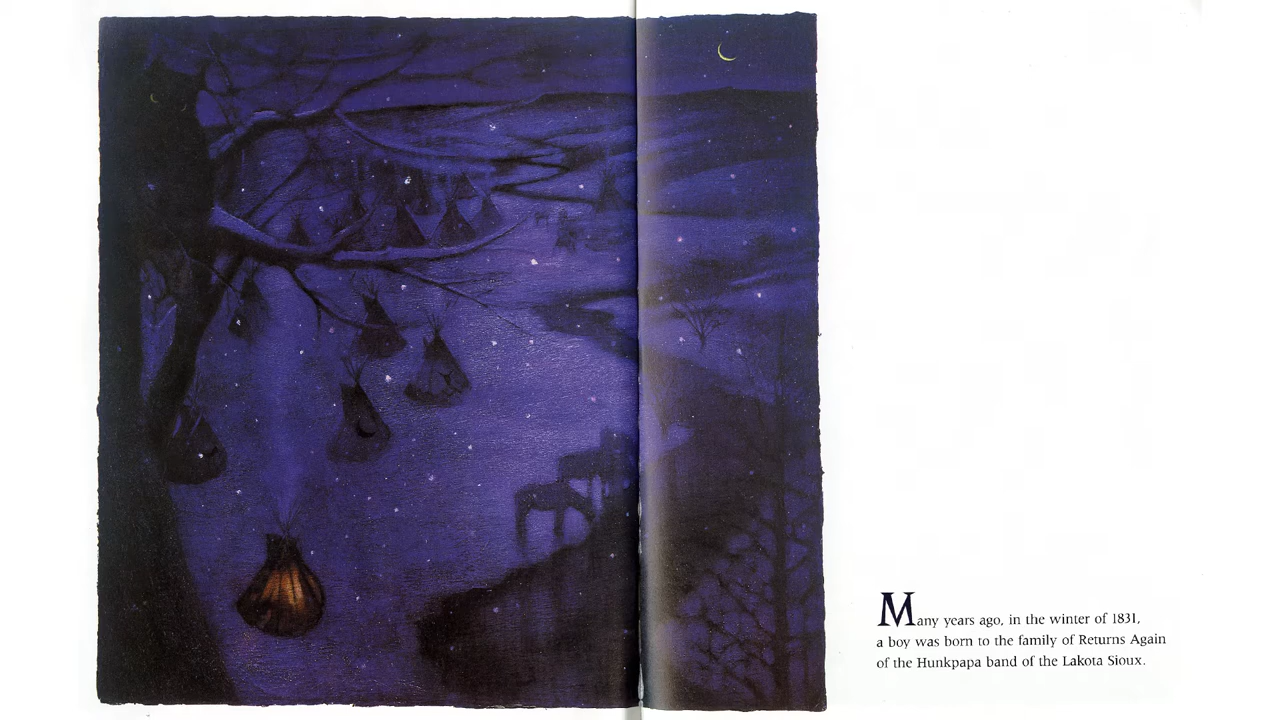 Many years ago, in the winter of 1831,
a boy was born to the family of Returns Again
of the Hunkpapa band of the Lakota Sioux.